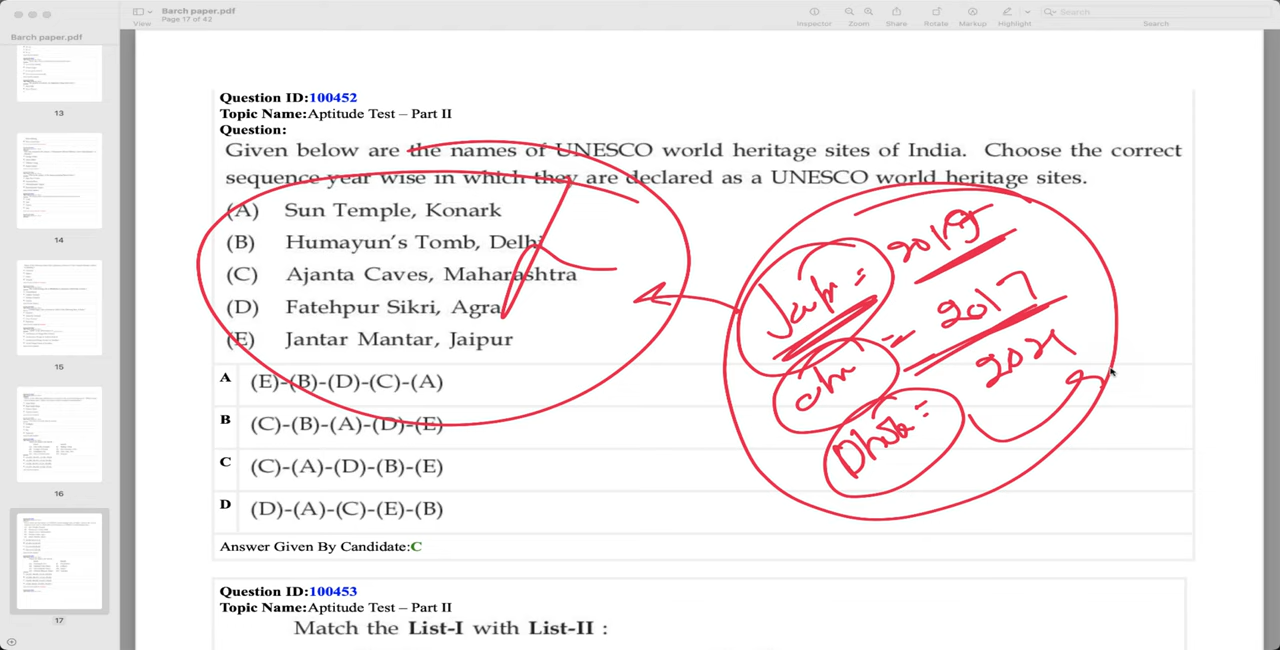 Barch paper.pdf
Page 17 of 42
View
Inspector
Zoom
Share
Rotate
Markup
Highlight
Search
Search
Barch paper.pdf
13
14
15
16
17
Question ID:100452
Topic Name:Aptitude Test – Part II
Question:
Given below are the names of UNESCO world heritag sites of India. Choose the correct
sequence year wise in which they are declared as a UNESCO world heritage sites.
(A) Sun Temple, Konark
(B) Humayun's Tomb, Delhi
(C) Ajanta Caves, Maharashtra
(D) Fatehpur Sikri, Agra
(E) Jantar Mantar, Jaipur
A (E)-(B)-(D)-(C)-(A)
B (C)-(B)-(A)-(D)-(E)
C (C)-(A)-(D)-(B)-(E)
D (D)-(A)-(C)-(E)-(B)
Answer Given By Candidate:C
2019
2017
2021
Question ID:100453
Topic Name:Aptitude Test – Part II
Match the List-I with List-II :